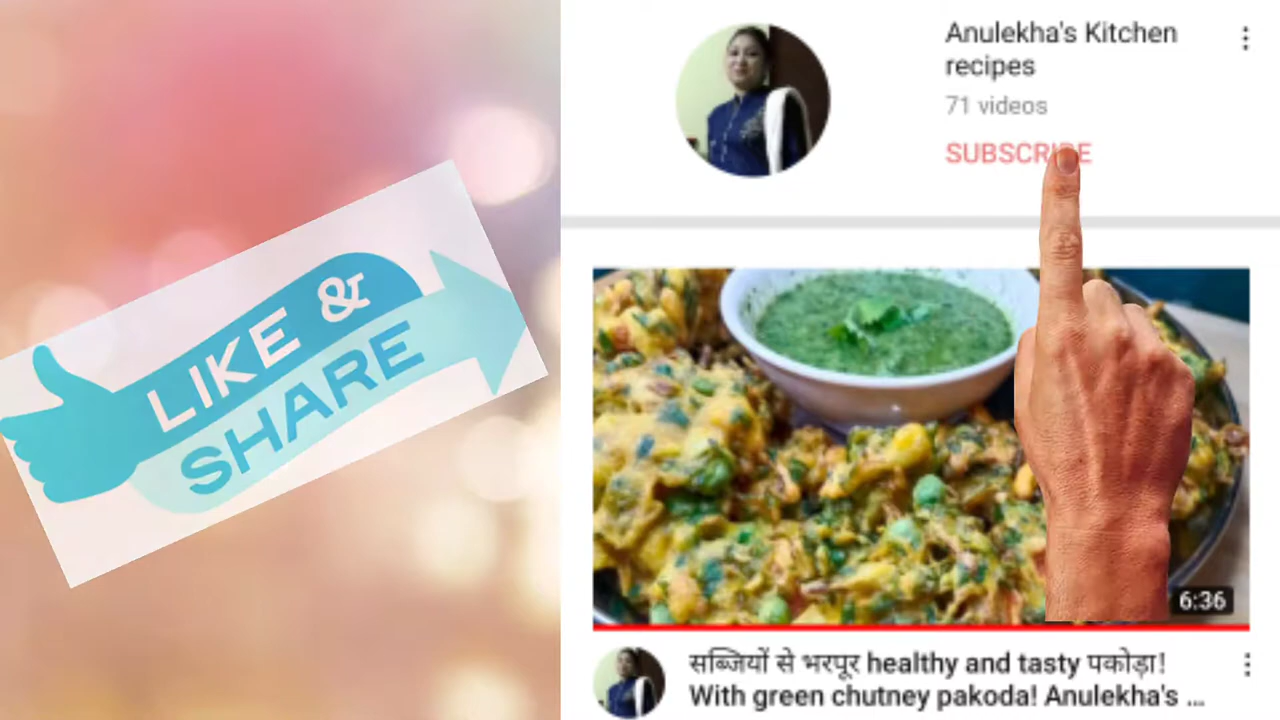 LIKE &
SHARE
Anulekha's Kitchen
recipes
71 videos
SUBSCRIBE
6:36
सब्जियों से भरपूर healthy and tasty पकोड़ा!
With green chutney pakoda! Anulekha's ...